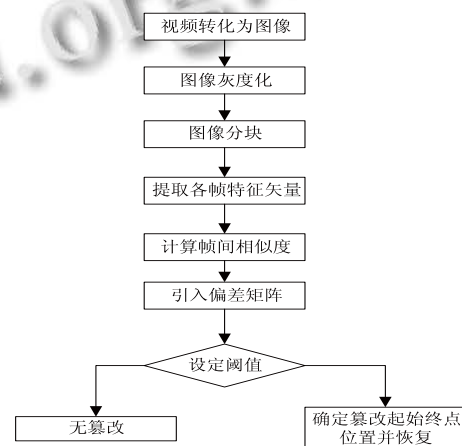 视频转化为图像
图像灰度化
图像分块
提取各帧特征矢量
计算帧间相似度
引入偏差矩阵
设定阈值
无篡改
确定篡改起始终点
位置并恢复